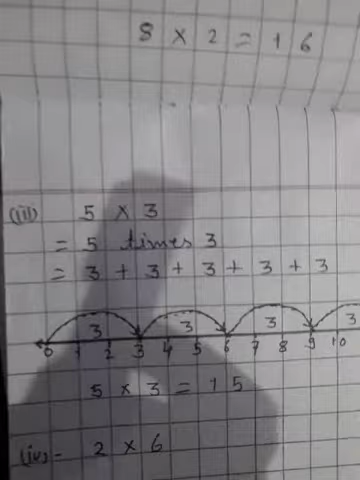 8 × 2 = 16
(iii) 5 × 3
= 5 times 3
= 3 + 3 + 3 + 3 + 3
3 3 3 3
0 1 2 3 4 5 6 7 8 9 10
5 × 3 = 15
(iv) - 2 × 6